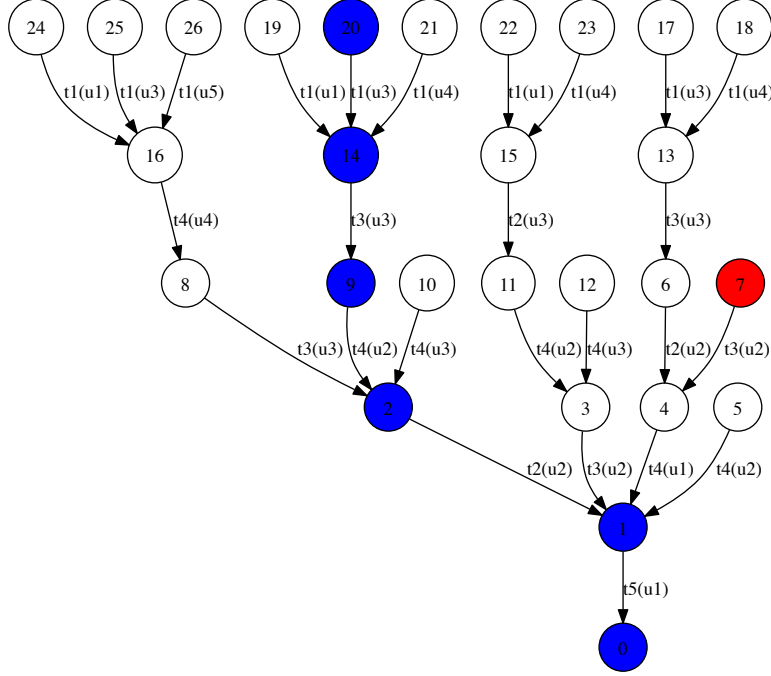 24 25 26 19 20 21 22 23 17 18
t1(u1) t1(u3) t1(u5) t1(u1) t1(u3) t1(u4) t1(u1) t1(u4) t1(u3) t1(u4)
16 14 15 13
t4(u4) t3(u3) t2(u3) t3(u3)
8 9 10 11 12 6 7
t3(u3) t4(u2) t4(u3) t4(u2) t4(u3) t2(u2) t3(u2)
2 3 4 5
t2(u2) t3(u2) t4(u1) t4(u2)
1
t5(u1)
0